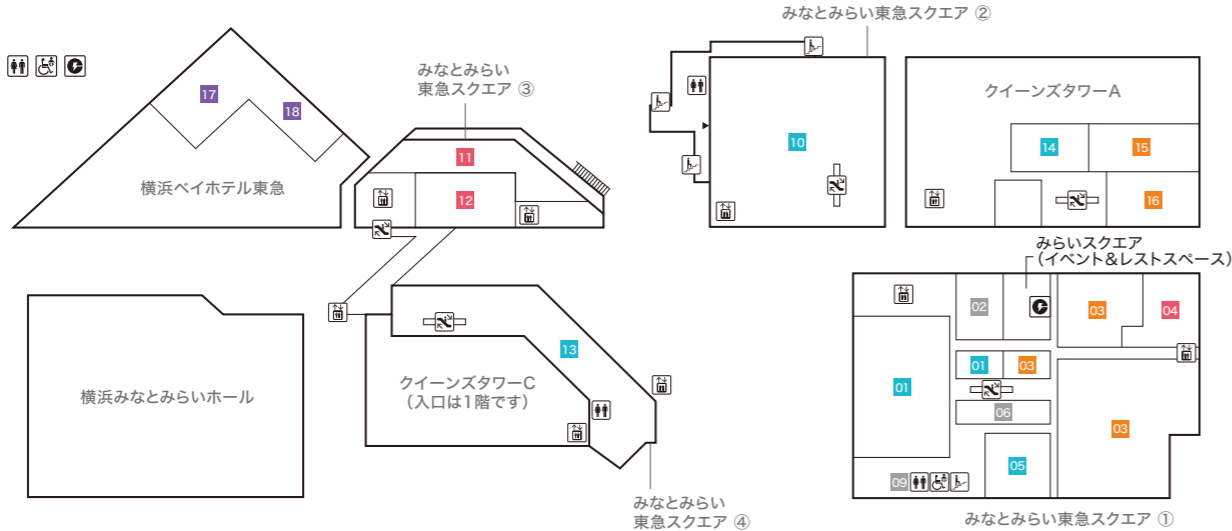 みなとみらい東急スクエア ②
みなとみらい
東急スクエア ③
17
18
横浜ベイホテル東急
11
12
10
クイーンズタワーA
14
15
16
みらいスクエア
(イベント&レストスペース)
横浜みなとみらいホール
13
クイーンズタワーC
(入口は1階です)
みなとみらい
東急スクエア ④
02
03
04
01
03
01
06
03
05
09
みなとみらい東急スクエア ①